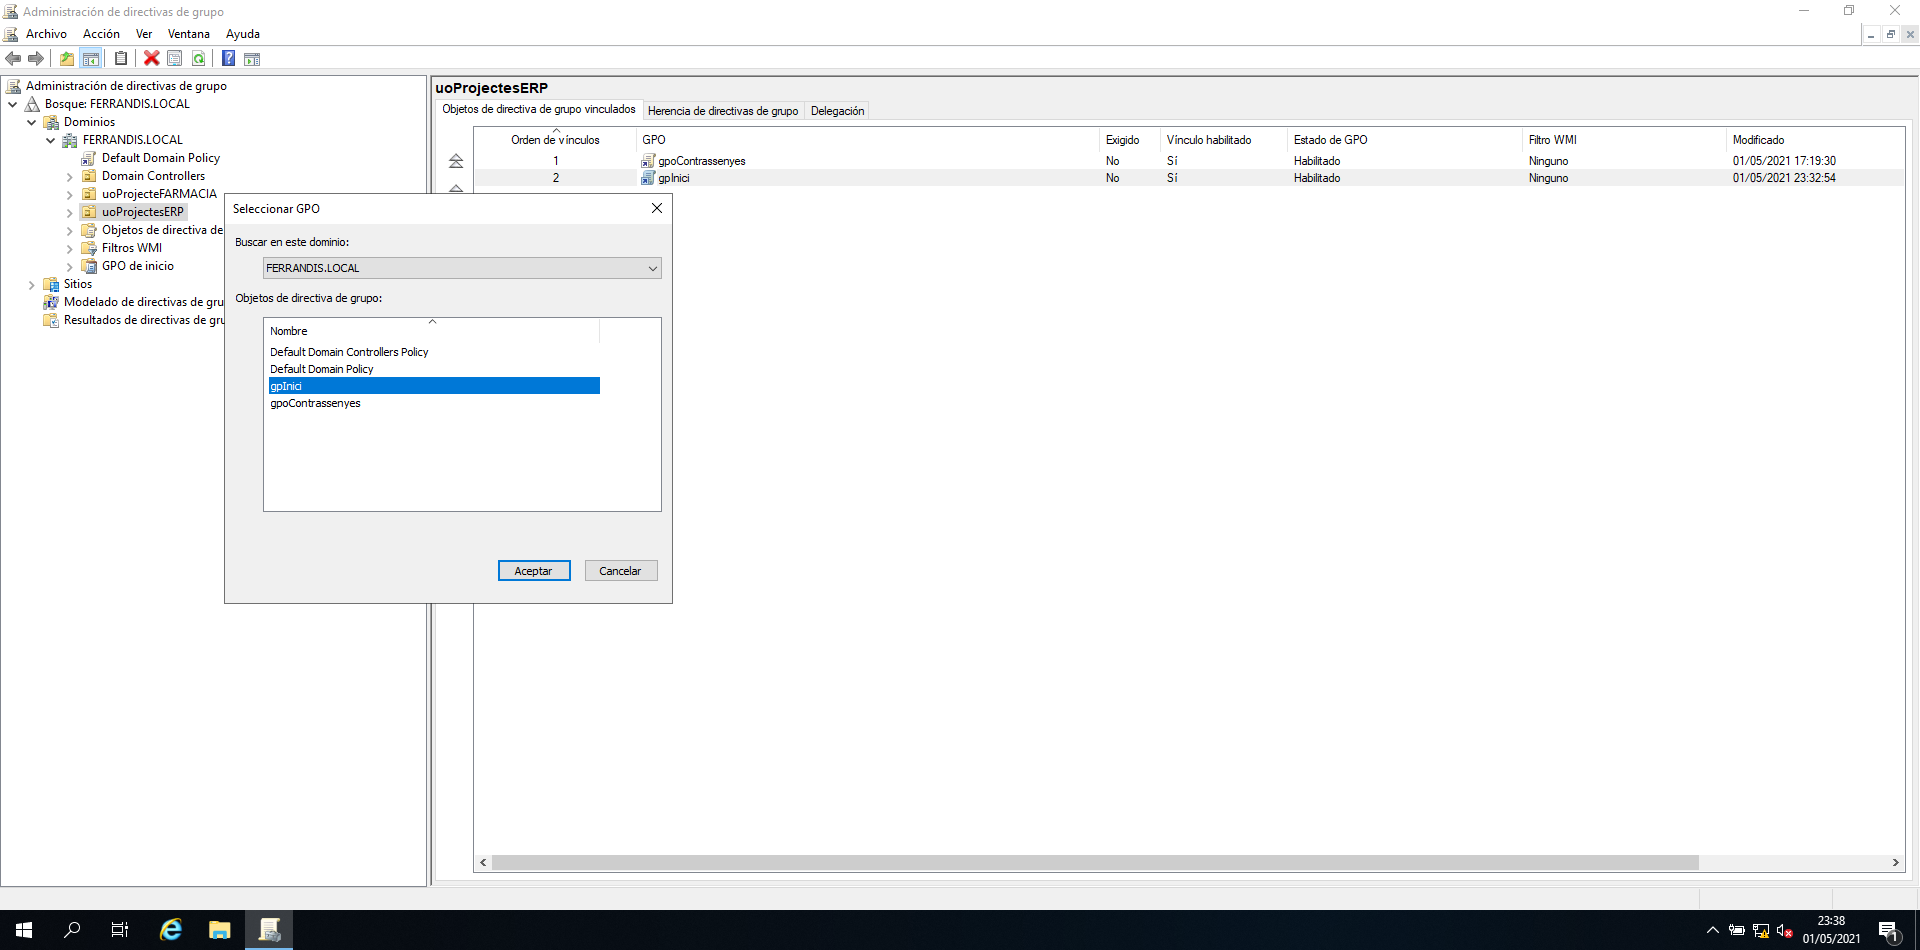 Administración de directivas de grupo
Archivo Acción Ver Ventana Ayuda
Administración de directivas de grupo
Bosque: FERRANDIS.LOCAL
Dominios
FERRANDIS.LOCAL
Default Domain Policy
Domain Controllers
uoProjecteFARMACIA
uoProjectesERP
Objetos de directiva de
Filtros WMI
GPO de inicio
Sitios
Modelado de directivas de gru
Resultados de directivas de gru
uoProjectesERP
Objetos de directiva de grupo vinculados Herencia de directivas de grupo Delegación
Orden de vínculos GPO Exigido Vínculo habilitado Estado de GPO Filtro WMI Modificado
1 gpoContrassenyes No Sí Habilitado Ninguno 01/05/2021 17:19:30
2 gpInici No Sí Habilitado Ninguno 01/05/2021 23:32:54
Seleccionar GPO
Buscar en este dominio:
FERRANDIS.LOCAL
Objetos de directiva de grupo:
Nombre
Default Domain Controllers Policy
Default Domain Policy
gpInici
gpoContrassenyes
Aceptar Cancelar
23:38
01/05/2021
1